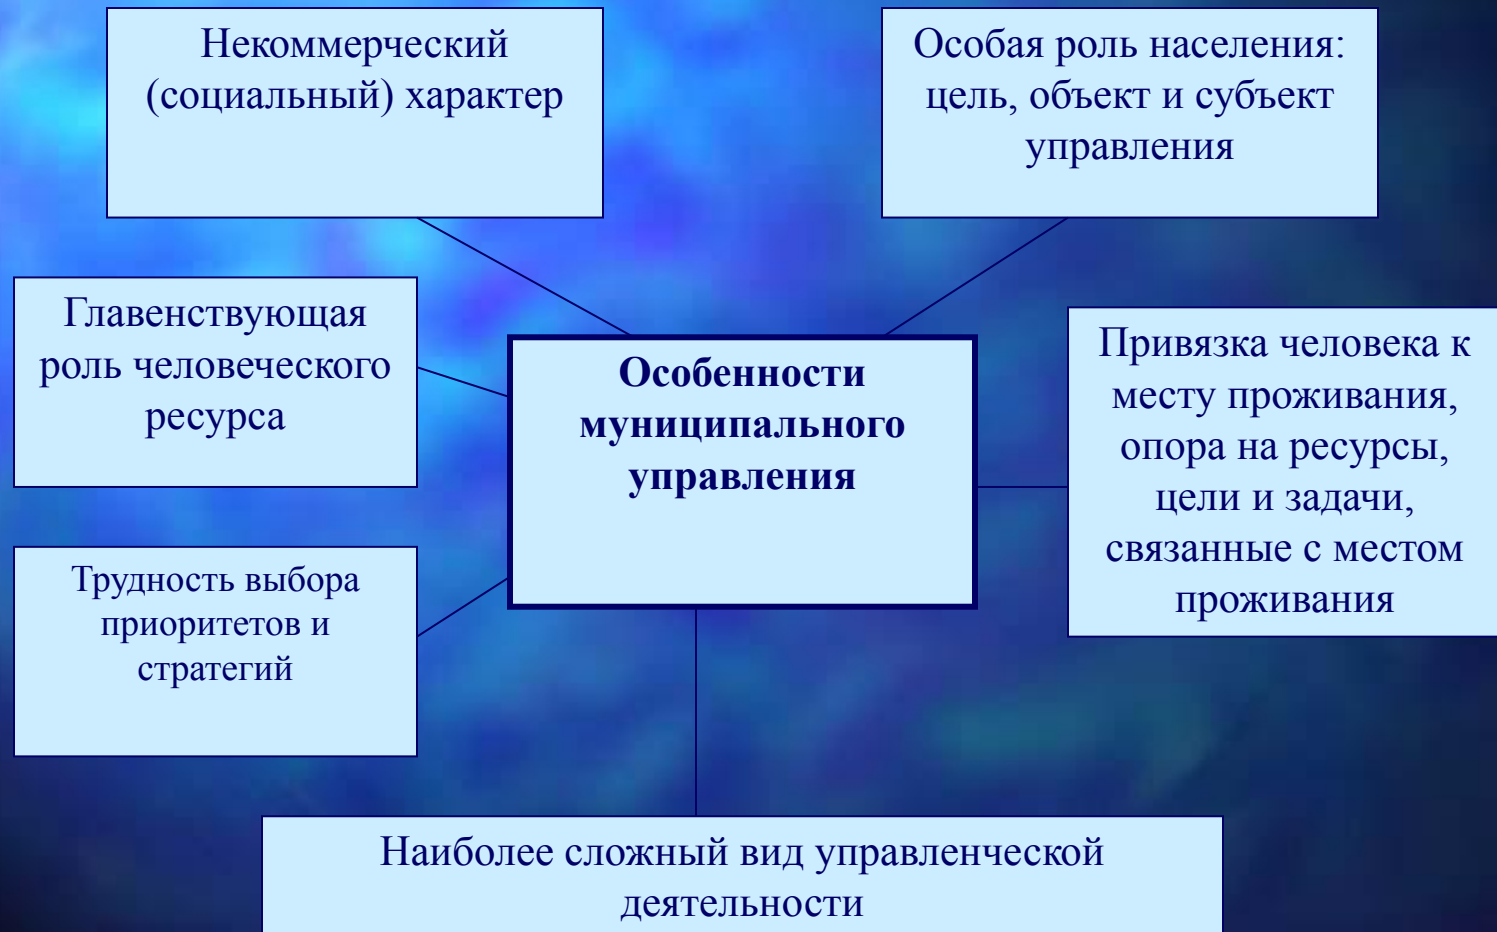 Некоммерческий
(социальный) характер
Особая роль населения:
цель, объект и субъект
управления
Главенствующая
роль человеческого
ресурса
Особенности
муниципального
управления
Привязка человека к
месту проживания,
опора на ресурсы,
цели и задачи,
связанные с местом
проживания
Трудность выбора
приоритетов и
стратегий
Наиболее сложный вид управленческой
деятельности